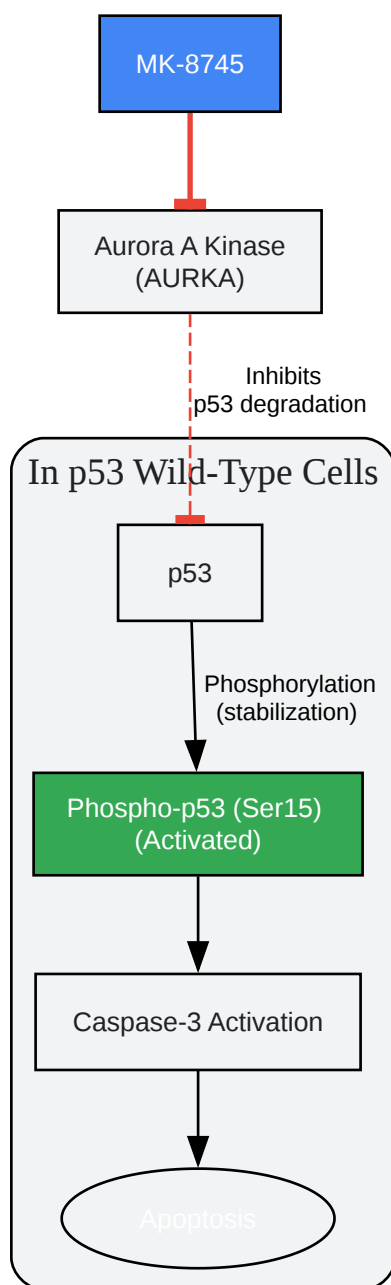 MK-8745
Aurora A Kinase
(AURKA)
Inhibits
p53 degradation
In p53 Wild-Type Cells
p53
Phosphorylation
(stabilization)
Phospho-p53 (Ser15)
(Activated)
Caspase-3 Activation
Apoptosis